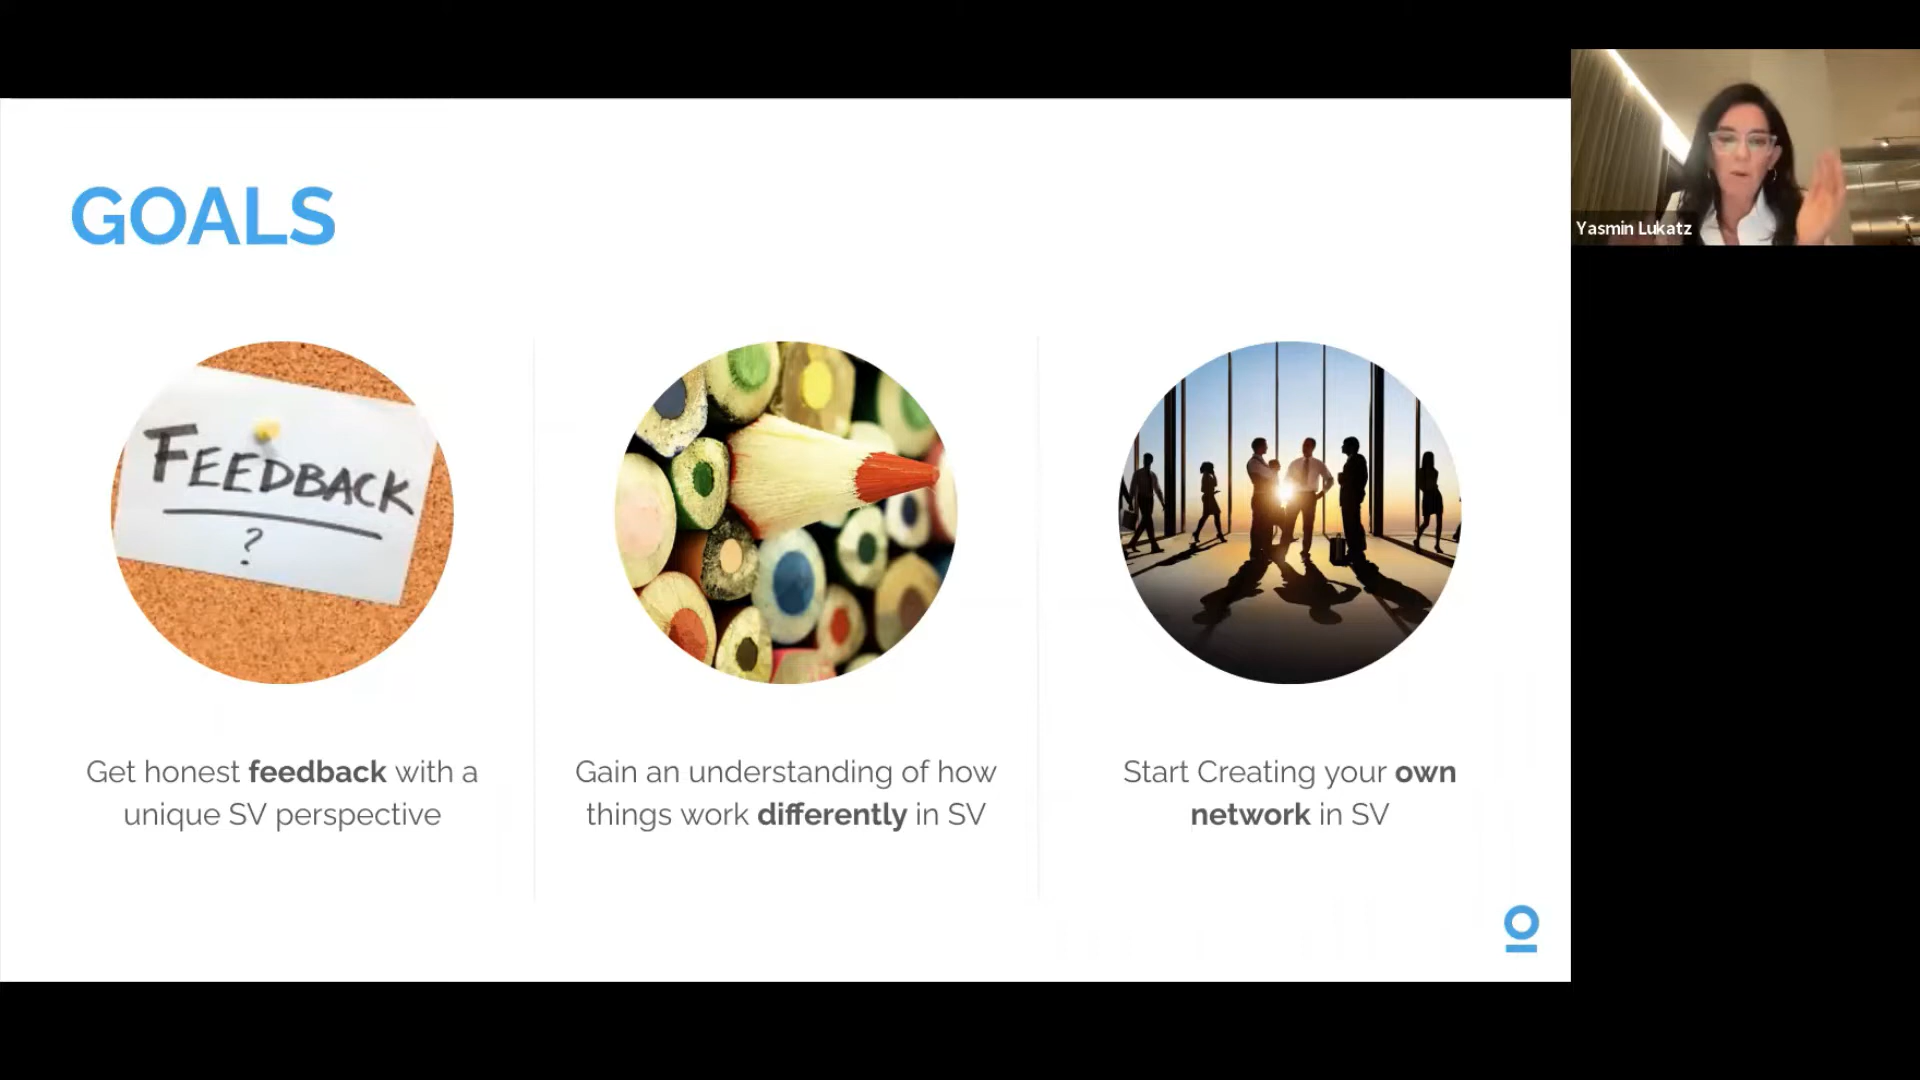 GOALS
Yasmin Lukatz
FEEDBACK
?
Get honest feedback with a
unique SV perspective
Gain an understanding of how
things work differently in SV
Start Creating your own
network in SV